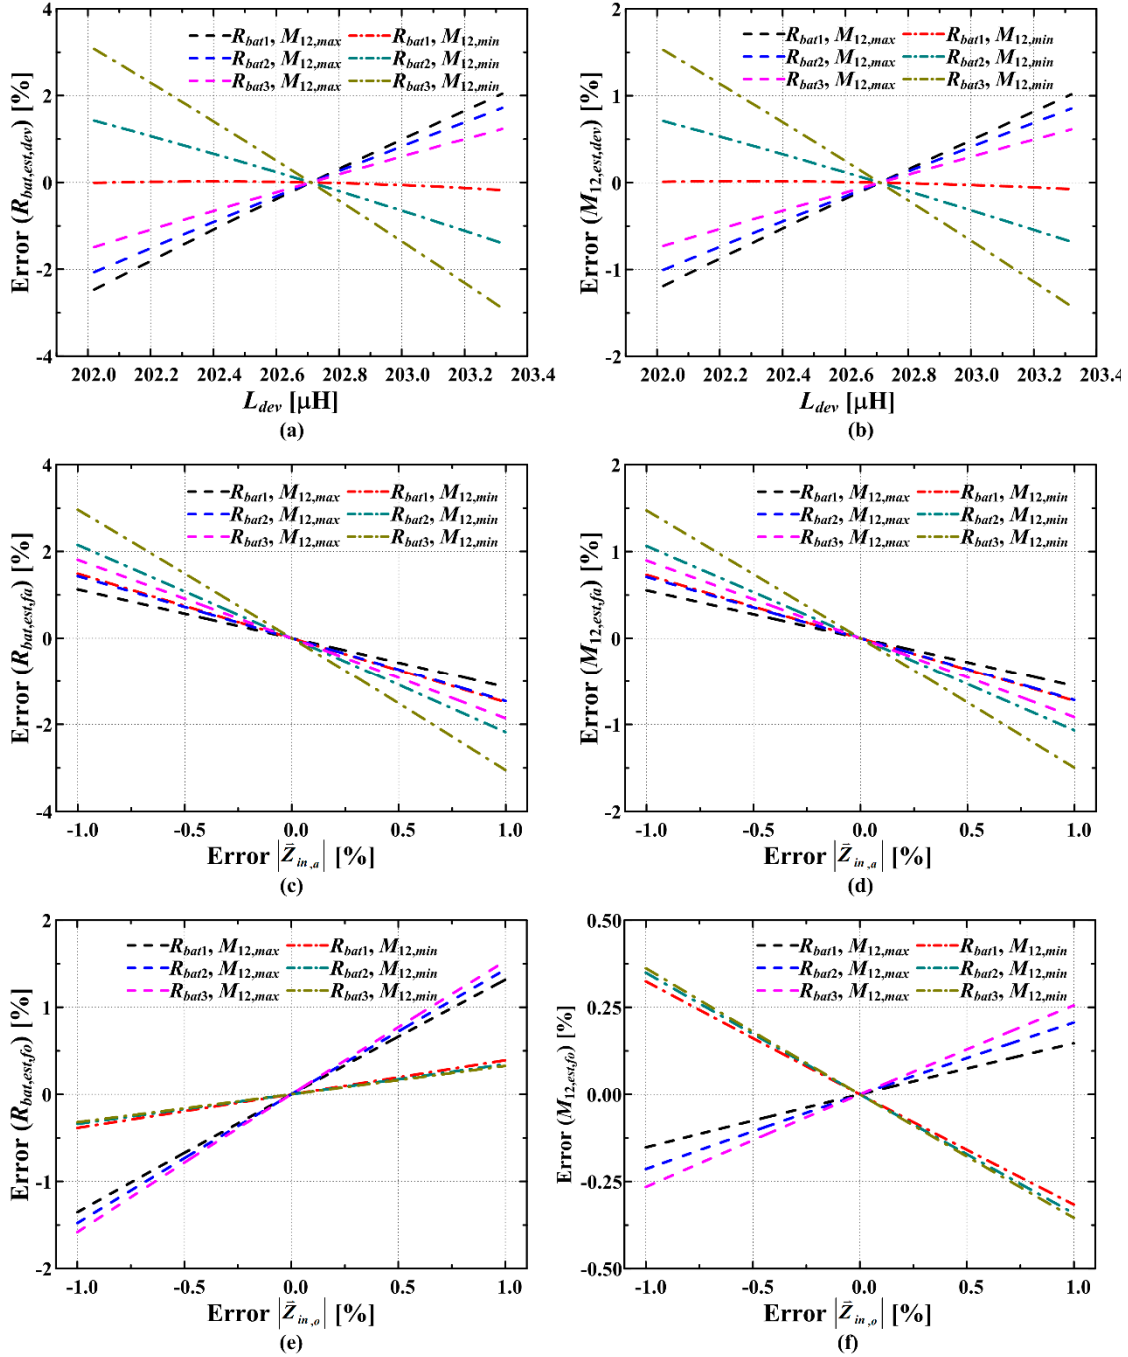 Error (R_bat,est,dev) [%]
4
2
0
-2
-4
R_bat1, M_12,max
R_bat1, M_12,min
R_bat2, M_12,max
R_bat2, M_12,min
R_bat3, M_12,max
R_bat3, M_12,min
202.0 202.2 202.4 202.6 202.8 203.0 203.2 203.4
L_dev [μH]
(a)
Error (M_12,est,dev) [%]
2
1
0
-1
-2
R_bat1, M_12,max
R_bat1, M_12,min
R_bat2, M_12,max
R_bat2, M_12,min
R_bat3, M_12,max
R_bat3, M_12,min
202.0 202.2 202.4 202.6 202.8 203.0 203.2 203.4
L_dev [μH]
(b)
Error (R_bat,est,fa) [%]
4
2
0
-2
-4
R_bat1, M_12,max
R_bat1, M_12,min
R_bat2, M_12,max
R_bat2, M_12,min
R_bat3, M_12,max
R_bat3, M_12,min
-1.0 -0.5 0.0 0.5 1.0
Error |Z⃗_in,a| [%]
(c)
Error (M_12,est,fa) [%]
2
1
0
-1
-2
R_bat1, M_12,max
R_bat1, M_12,min
R_bat2, M_12,max
R_bat2, M_12,min
R_bat3, M_12,max
R_bat3, M_12,min
-1.0 -0.5 0.0 0.5 1.0
Error |Z⃗_in,a| [%]
(d)
Error (R_bat,est,fo) [%]
2
1
0
-1
-2
R_bat1, M_12,max
R_bat1, M_12,min
R_bat2, M_12,max
R_bat2, M_12,min
R_bat3, M_12,max
R_bat3, M_12,min
-1.0 -0.5 0.0 0.5 1.0
Error |Z⃗_in,o| [%]
(e)
Error (M_12,est,fo) [%]
0.50
0.25
0.00
-0.25
-0.50
R_bat1, M_12,max
R_bat1, M_12,min
R_bat2, M_12,max
R_bat2, M_12,min
R_bat3, M_12,max
R_bat3, M_12,min
-1.0 -0.5 0.0 0.5 1.0
Error |Z⃗_in,o| [%]
(f)